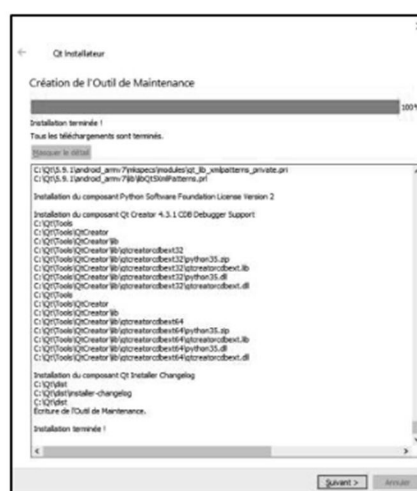 Qt Installateur
Création de l'Outil de Maintenance
100%
Installation terminée !
Tous les téléchargements sont terminés.
Masquer le détail
C:\Qt\5.9.1\android_armv7\mkspecs\modules\qt_lib_xmlpatterns_private.pri
C:\Qt\5.9.1\android_armv7\lib\libQt5XmlPatterns.prl
Installation du composant Python Software Foundation License Version 2
Installation du composant Qt Creator 4.3.1 CDB Debugger Support
C:\Qt\Tools
C:\Qt\Tools\QtCreator
C:\Qt\Tools\QtCreator\lib
C:\Qt\Tools\QtCreator\lib\qtcreatorcdbext32
C:\Qt\Tools\QtCreator\lib\qtcreatorcdbext32\python35.zip
C:\Qt\Tools\QtCreator\lib\qtcreatorcdbext32\qtcreatorcdbext.lib
C:\Qt\Tools\QtCreator\lib\qtcreatorcdbext32\python35.dll
C:\Qt\Tools\QtCreator\lib\qtcreatorcdbext32\qtcreatorcdbext.dll
C:\Qt\Tools
C:\Qt\Tools\QtCreator
C:\Qt\Tools\QtCreator\lib
C:\Qt\Tools\QtCreator\lib\qtcreatorcdbext64
C:\Qt\Tools\QtCreator\lib\qtcreatorcdbext64\python35.zip
C:\Qt\Tools\QtCreator\lib\qtcreatorcdbext64\qtcreatorcdbext.lib
C:\Qt\Tools\QtCreator\lib\qtcreatorcdbext64\python35.dll
C:\Qt\Tools\QtCreator\lib\qtcreatorcdbext64\qtcreatorcdbext.dll
Installation du composant Qt Installer Changelog
C:\Qt\dist
C:\Qt\dist\installer-changelog
C:\Qt\dist
Écriture de l'Outil de Maintenance.
Installation terminée !
Suivant >
Annuler